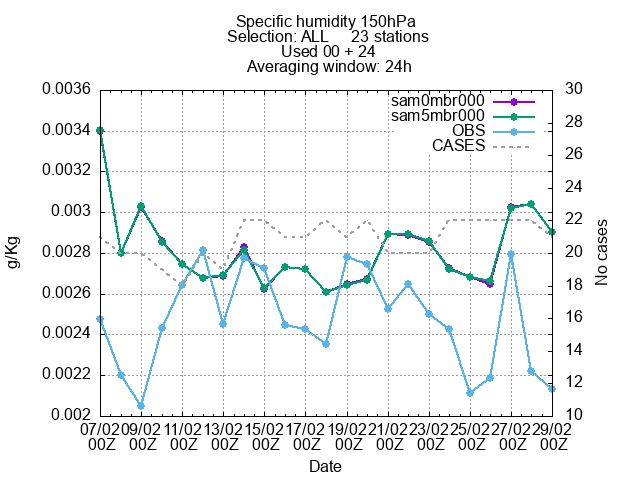 Specific humidity 150hPa
Selection: ALL 23 stations
Used 00 + 24
Averaging window: 24h
sam0mbr000
sam5mbr000
OBS
CASES
0.0036
0.0034
0.0032
0.003
0.0028
0.0026
0.0024
0.0022
0.002
g/Kg
30
28
26
24
22
20
18
16
14
12
10
No cases
07/02 09/02 11/02 13/02 15/02 17/02 19/02 21/02 23/02 25/02 27/02 29/02
00Z 00Z 00Z 00Z 00Z 00Z 00Z 00Z 00Z 00Z 00Z 00Z
Date